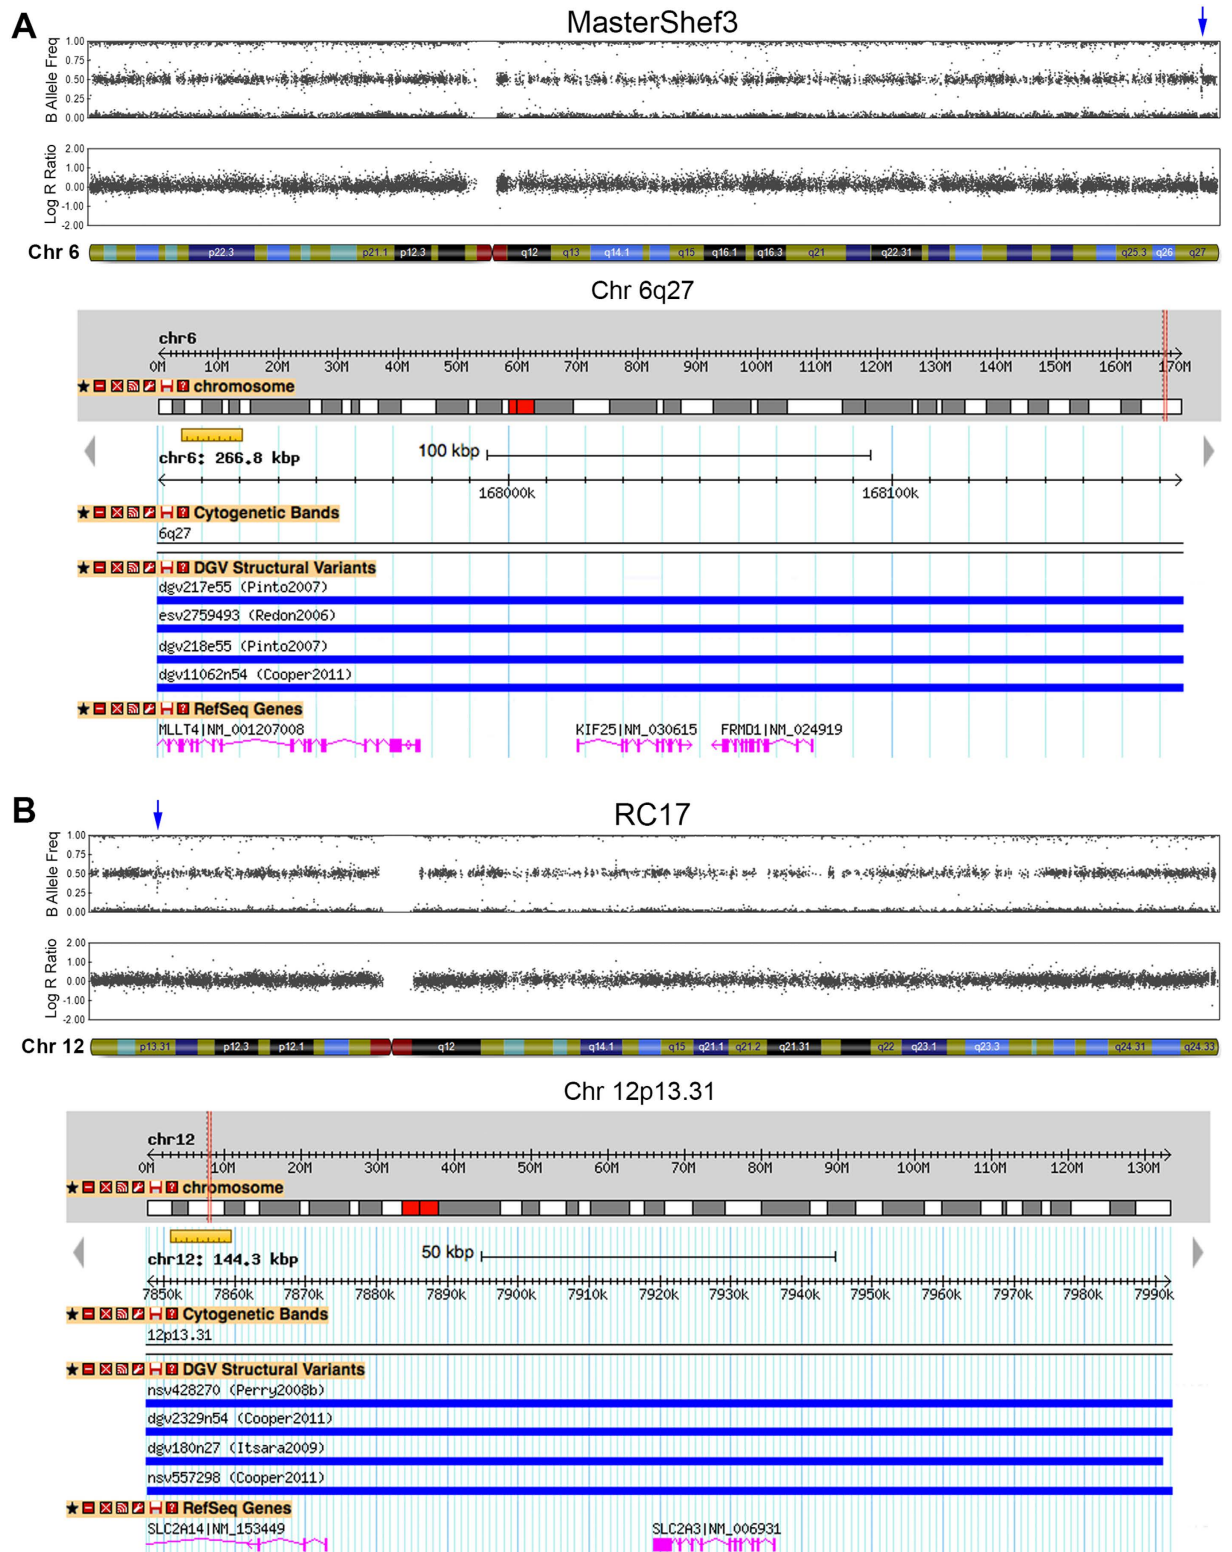 A
MasterShef3
B Allele Freq
1.00
0.75
0.50
0.25
0.00
Log R Ratio
2.00
1.00
0.00
-1.00
-2.00
Chr 6
p22.3 p21.1 p12.3 q12 q13 q14.1 q15 q16.1 q16.3 q21 q22.31 q25.3 q26 q27
Chr 6q27
chr6
0M 10M 20M 30M 40M 50M 60M 70M 80M 90M 100M 110M 120M 130M 140M 150M 160M 170M
chromosome
chr6: 266.8 kbp
100 kbp
168000k 168100k
Cytogenetic Bands
6q27
DGV Structural Variants
dgv217e55 (Pinto2007)
esv2759493 (Redon2006)
dgv218e55 (Pinto2007)
dgv11062n54 (Cooper2011)
RefSeq Genes
MLLT4|NM_001207008 KIF25|NM_030615 FRMD1|NM_024919
B
RC17
B Allele Freq
1.00
0.75
0.50
0.25
0.00
Log R Ratio
2.00
1.00
0.00
-1.00
-2.00
Chr 12
p13.31 p12.3 p12.1 q12 q14.1 q15 q21.1 q21.2 q21.31 q22 q23.1 q23.3 q24.31 q24.33
Chr 12p13.31
chr12
0M 10M 20M 30M 40M 50M 60M 70M 80M 90M 100M 110M 120M 130M
chromosome
chr12: 144.3 kbp
50 kbp
7850k 7860k 7870k 7880k 7890k 7900k 7910k 7920k 7930k 7940k 7950k 7960k 7970k 7980k 7990k
Cytogenetic Bands
12p13.31
DGV Structural Variants
nsv428270 (Perry2008b)
dgv2329n54 (Cooper2011)
dgv180n27 (Itsara2009)
nsv557298 (Cooper2011)
RefSeq Genes
SLC2A14|NM_153449 SLC2A3|NM_006931